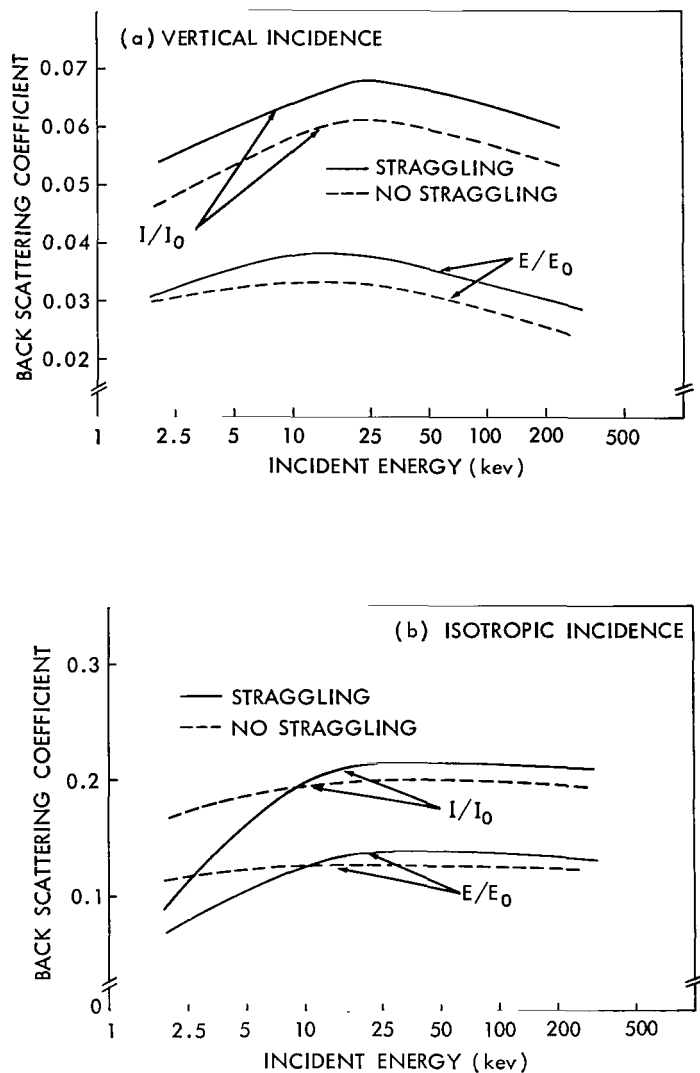 (a) VERTICAL INCIDENCE
BACK SCATTERING COEFFICIENT
0.07
0.06
0.05
0.04
0.03
0.02
STRAGGLING
NO STRAGGLING
I/I₀
E/E₀
1 2.5 5 10 25 50 100 200 500
INCIDENT ENERGY (kev)
(b) ISOTROPIC INCIDENCE
BACK SCATTERING COEFFICIENT
0.3
0.2
0.1
0
STRAGGLING
NO STRAGGLING
I/I₀
E/E₀
1 2.5 5 10 25 50 100 200 500
INCIDENT ENERGY (kev)